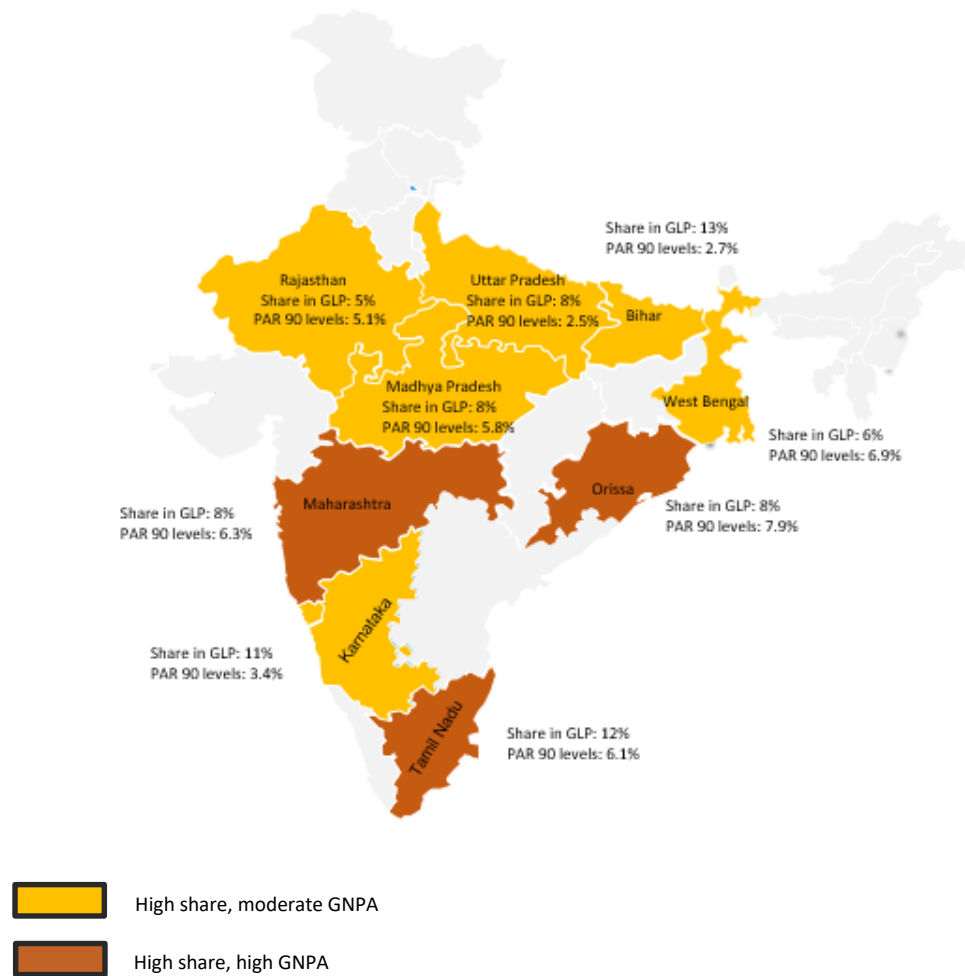 Share in GLP: 13%
PAR 90 levels: 2.7%
Rajasthan
Share in GLP: 5%
PAR 90 levels: 5.1%
Uttar Pradesh
Share in GLP: 8%
PAR 90 levels: 2.5%
Bihar
Madhya Pradesh
Share in GLP: 8%
PAR 90 levels: 5.8%
West Bengal
Share in GLP: 6%
PAR 90 levels: 6.9%
Maharashtra
Share in GLP: 8%
PAR 90 levels: 6.3%
Orissa
Share in GLP: 8%
PAR 90 levels: 7.9%
Karnataka
Share in GLP: 11%
PAR 90 levels: 3.4%
Tamil Nadu
Share in GLP: 12%
PAR 90 levels: 6.1%
High share, moderate GNPA
High share, high GNPA